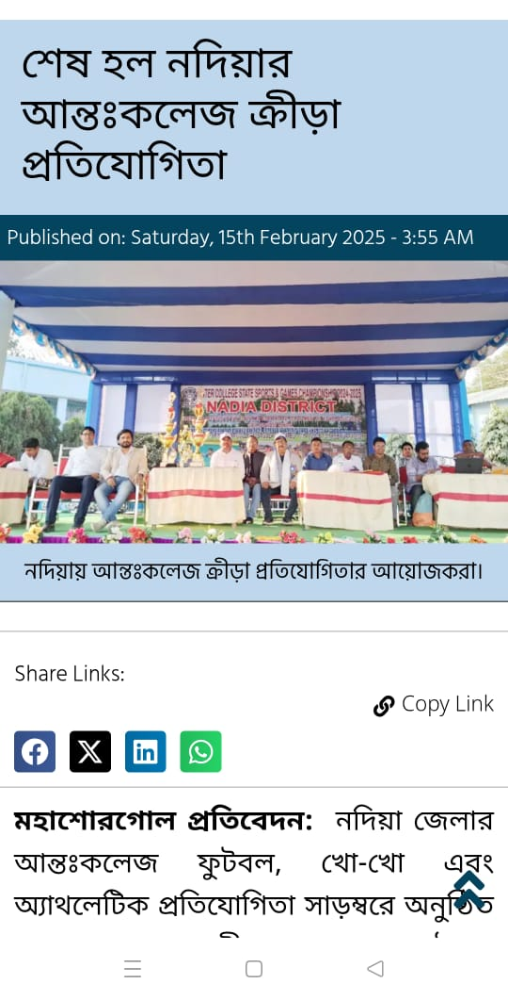 শেষ হল নদিয়ার
আন্তঃকলেজ ক্রীড়া
প্রতিযোগিতা
Published on: Saturday, 15th February 2025 - 3:55 AM
TER COLLEGE STATE SPORTS & GAMES CHAMPIONSHIP 2024-2025
NADIA DISTRICT
নদিয়ায় আন্তঃকলেজ ক্রীড়া প্রতিযোগিতার আয়োজকরা।
Share Links:
Copy Link
মহাশোরগোল প্রতিবেদন: নদিয়া জেলার
আন্তঃকলেজ ফুটবল, খো-খো এবং
অ্যাথলেটিক প্রতিযোগিতা সাড়ম্বরে অনুষ্ঠিত